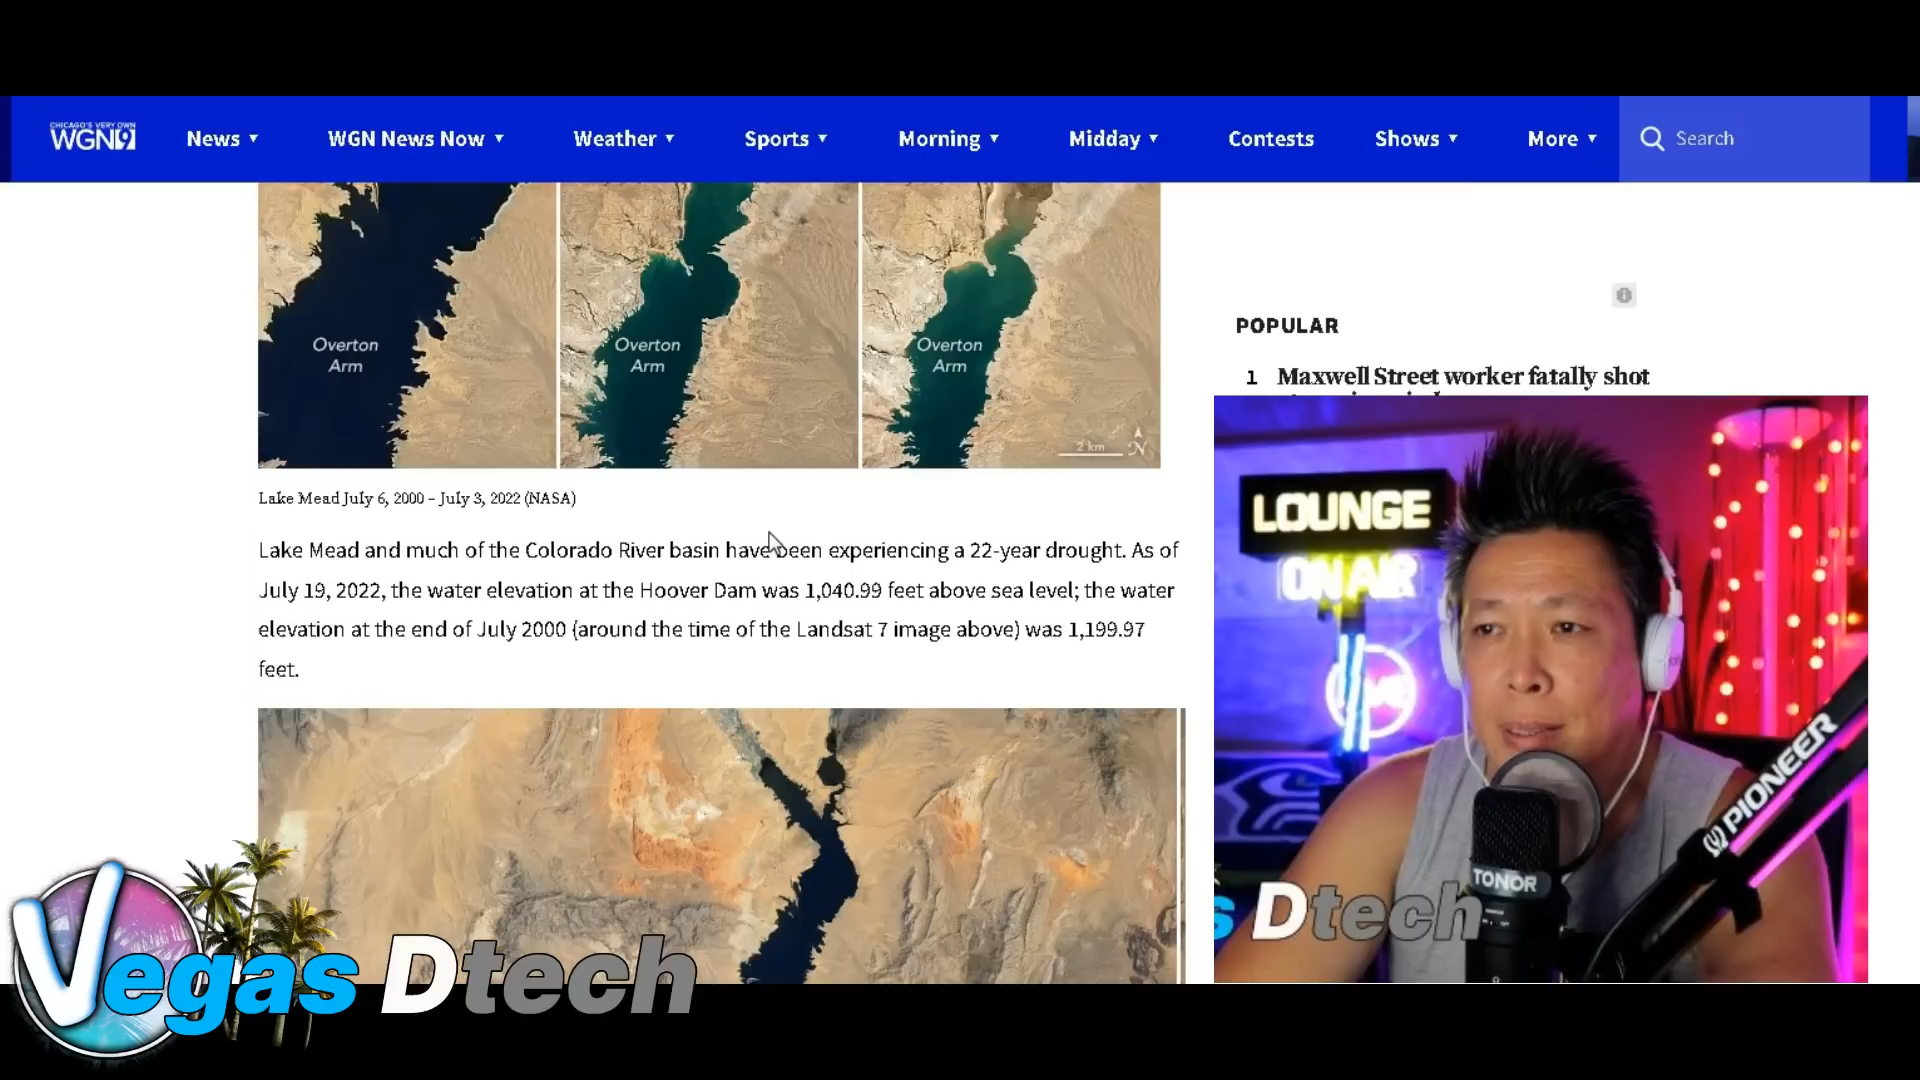 CHICAGO'S VERY OWN
WGN9
News
WGN News Now
Weather
Sports
Morning
Midday
Contests
Shows
More
Search
Overton
Arm
Overton
Arm
Overton
Arm
2 km
N
Lake Mead July 6, 2000 – July 3, 2022 (NASA)
Lake Mead and much of the Colorado River basin have been experiencing a 22-year drought. As of
July 19, 2022, the water elevation at the Hoover Dam was 1,040.99 feet above sea level; the water
elevation at the end of July 2000 (around the time of the Landsat 7 image above) was 1,199.97
feet.
POPULAR
1 Maxwell Street worker fatally shot
LOUNGE
ON AIR
PIONEER
TONOR
s Dtech
Vegas Dtech